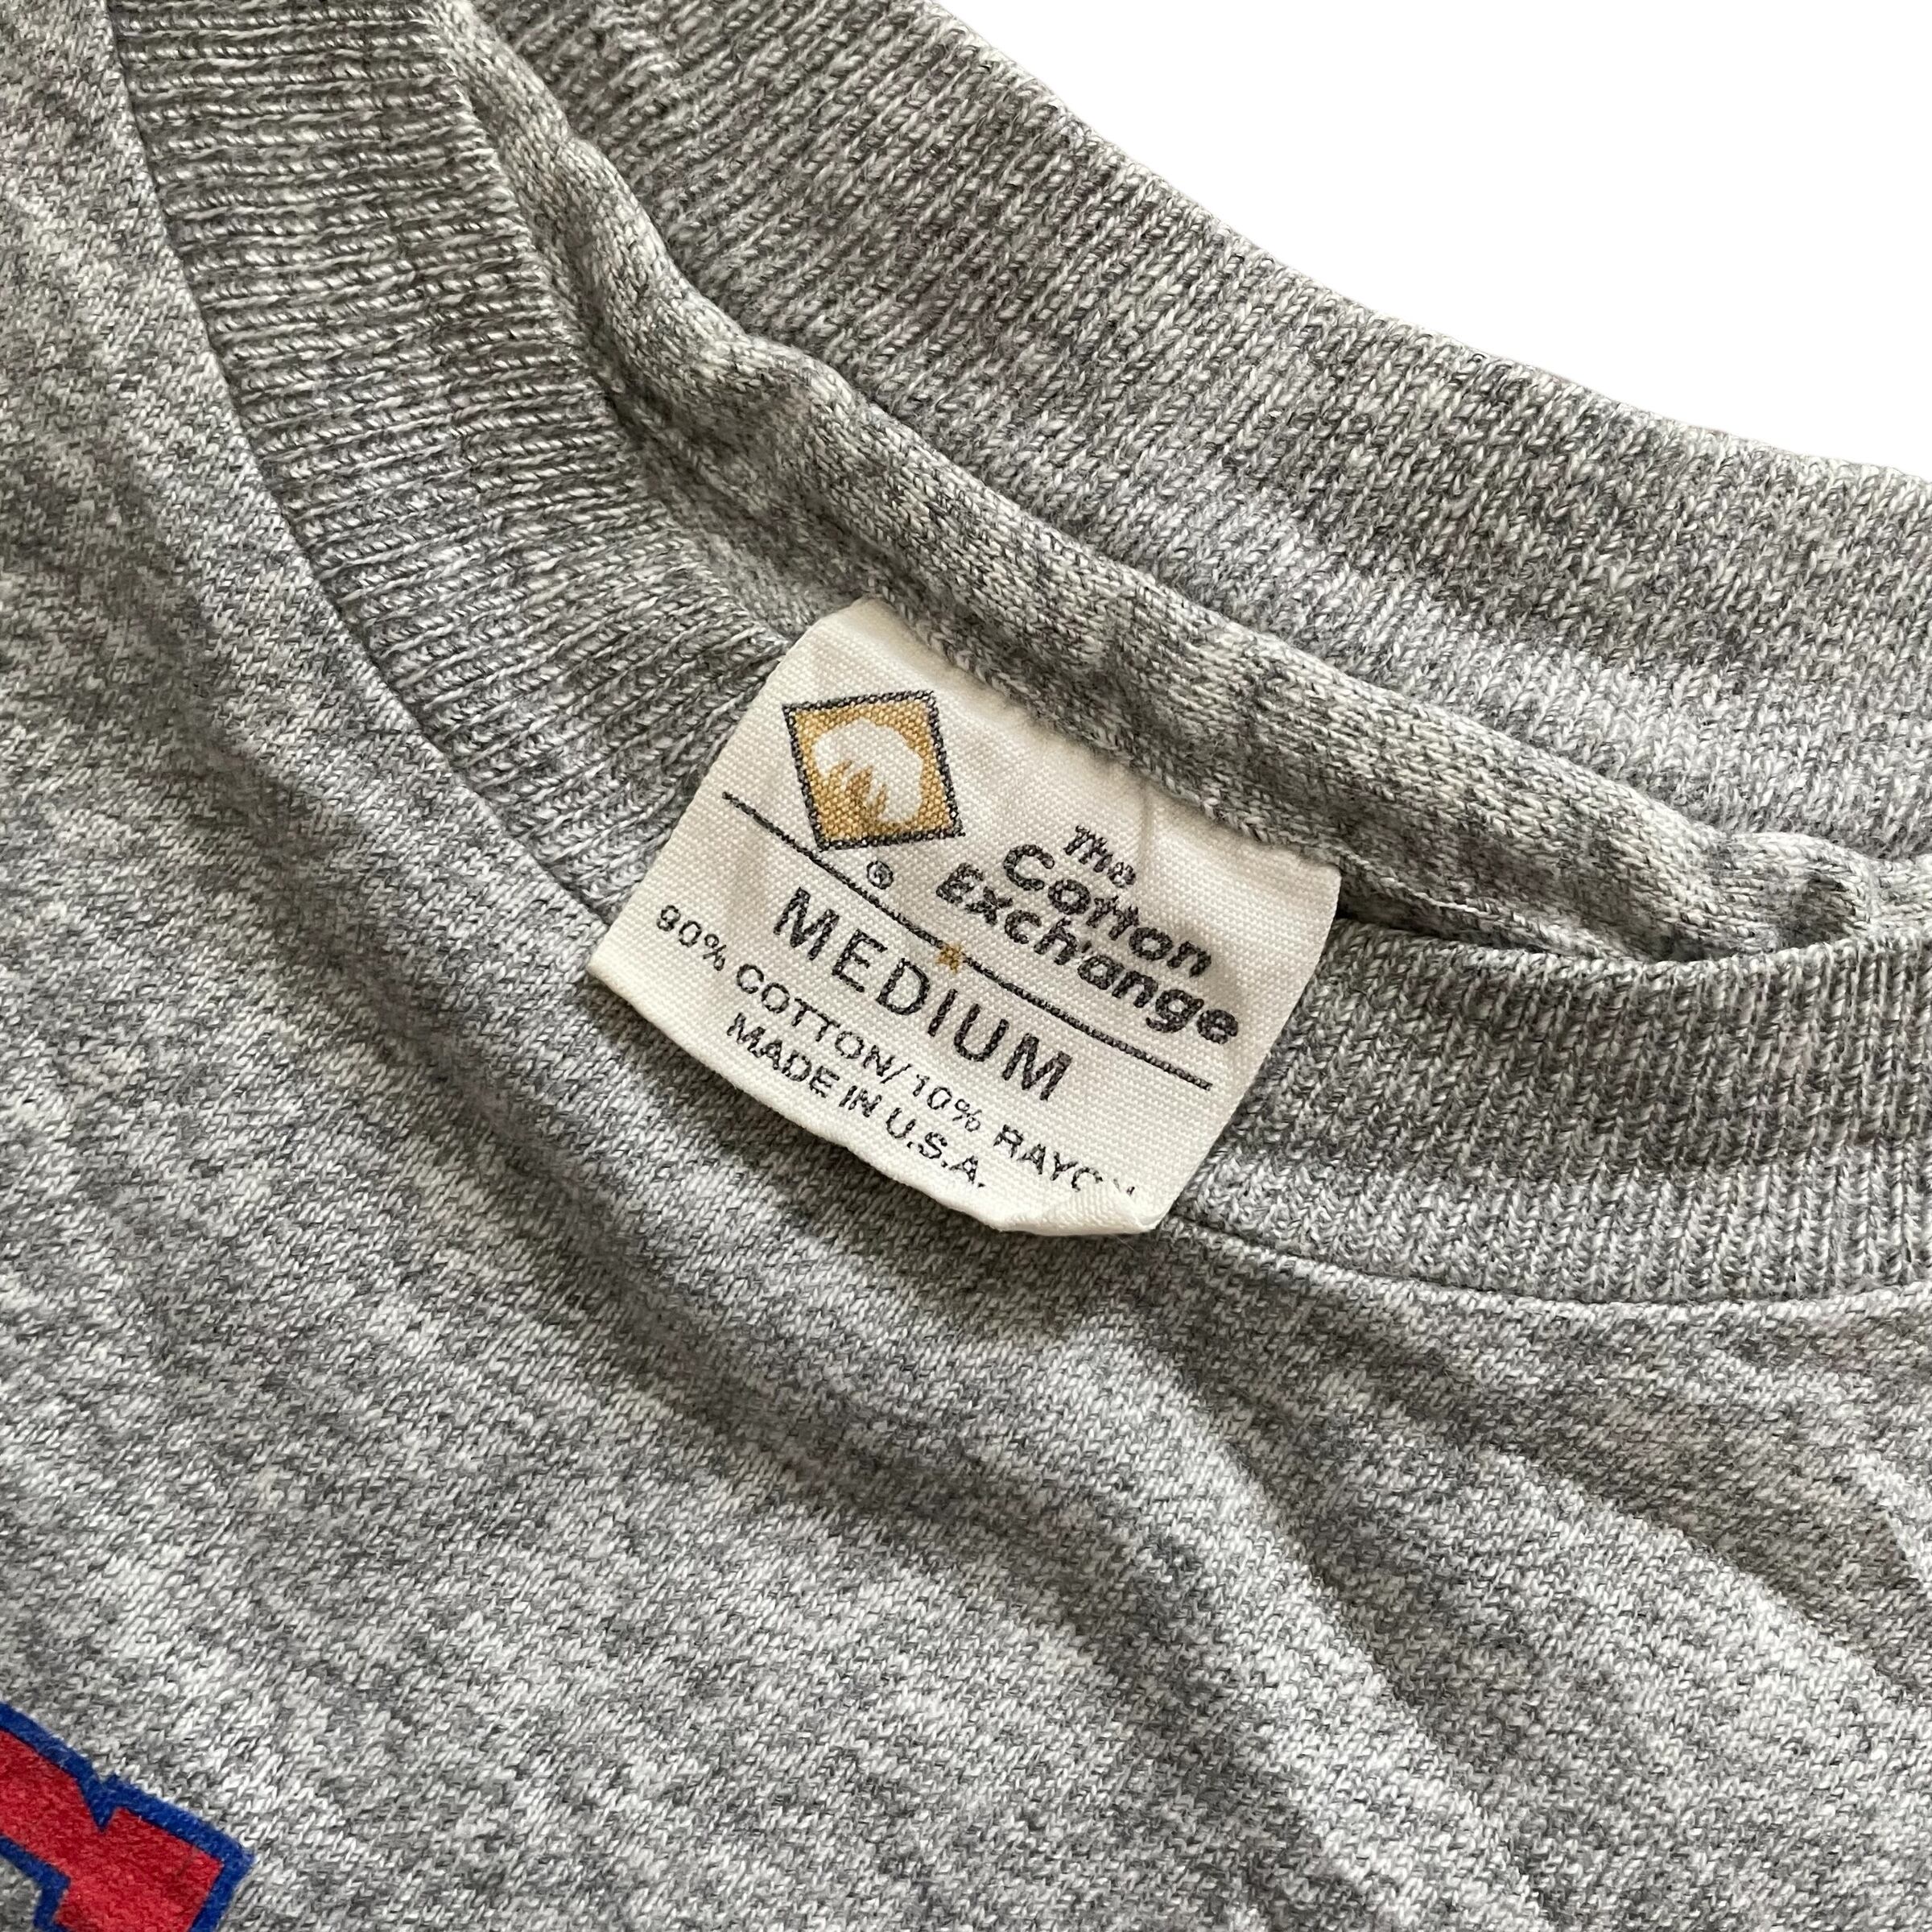 The
Cotton
Exchange
®
MEDIUM
90% COTTON/10% RAYON
MADE IN U.S.A.